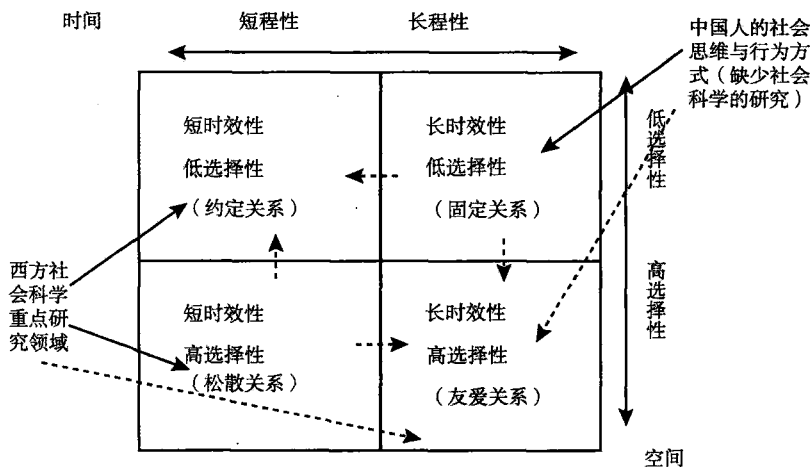 时间
短程性
长程性
中国人的社会
思维与行为方
式（缺少社会
科学的研究）
短时效性
低选择性
（约定关系）
长时效性
低选择性
（固定关系）
低选择性
西方社
会科学
重点研
究领域
短时效性
高选择性
（松散关系）
长时效性
高选择性
（友爱关系）
高选择性
空间